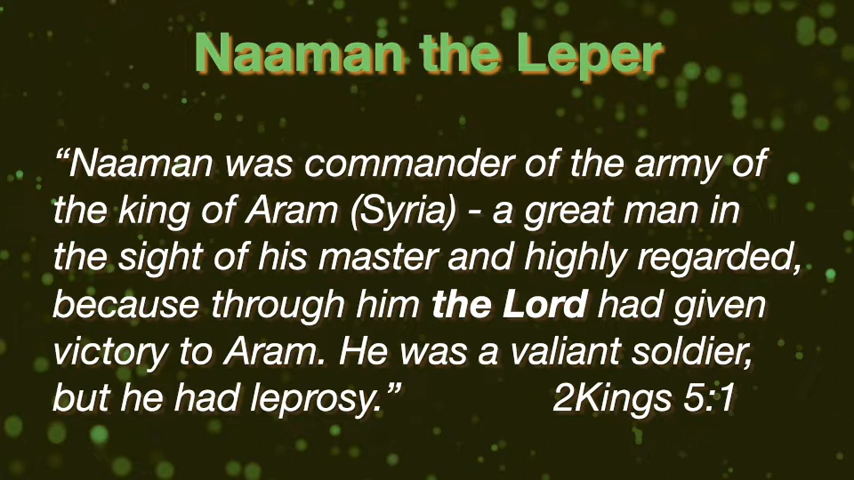 Naaman the Leper
“Naaman was commander of the army of
the king of Aram (Syria) - a great man in
the sight of his master and highly regarded,
because through him the Lord had given
victory to Aram. He was a valiant soldier,
but he had leprosy.” 2Kings 5:1